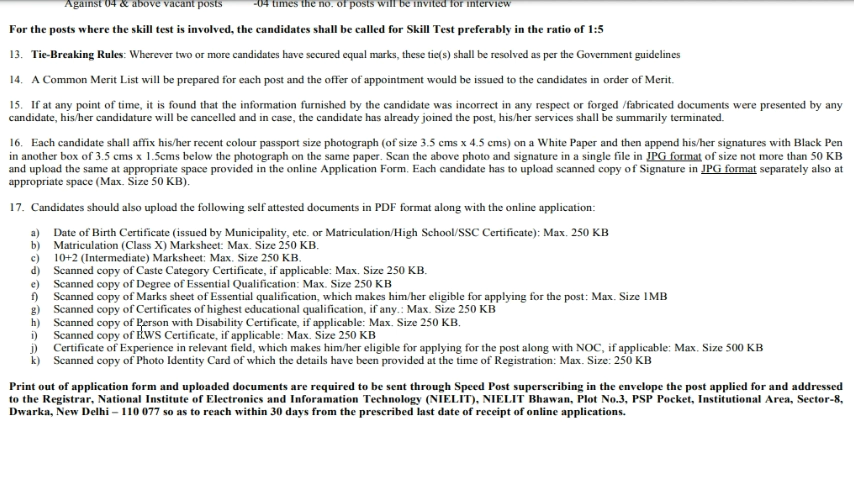 Against 04 & above vacant posts -04 times the no. of posts will be invited for interview
For the posts where the skill test is involved, the candidates shall be called for Skill Test preferably in the ratio of 1:5
13. Tie-Breaking Rules: Wherever two or more candidates have secured equal marks, these tie(s) shall be resolved as per the Government guidelines
14. A Common Merit List will be prepared for each post and the offer of appointment would be issued to the candidates in order of Merit.
15. If at any point of time, it is found that the information furnished by the candidate was incorrect in any respect or forged /fabricated documents were presented by any
candidate, his/her candidature will be cancelled and in case, the candidate has already joined the post, his/her services shall be summarily terminated.
16. Each candidate shall affix his/her recent colour passport size photograph (of size 3.5 cms x 4.5 cms) on a White Paper and then append his/her signatures with Black Pen
in another box of 3.5 cms x 1.5cms below the photograph on the same paper. Scan the above photo and signature in a single file in JPG format of size not more than 50 KB
and upload the same at appropriate space provided in the online Application Form. Each candidate has to upload scanned copy of Signature in JPG format separately also at
appropriate space (Max. Size 50 KB).
17. Candidates should also upload the following self attested documents in PDF format along with the online application:
a) Date of Birth Certificate (issued by Municipality, etc. or Matriculation/High School/SSC Certificate): Max. 250 KB
b) Matriculation (Class X) Marksheet: Max. Size 250 KB.
c) 10+2 (Intermediate) Marksheet: Max. Size 250 KB.
d) Scanned copy of Caste Category Certificate, if applicable: Max. Size 250 KB.
e) Scanned copy of Degree of Essential Qualification: Max. Size 250 KB
f) Scanned copy of Marks sheet of Essential qualification, which makes him/her eligible for applying for the post: Max. Size 1MB
g) Scanned copy of Certificates of highest educational qualification, if any.: Max. Size 250 KB
h) Scanned copy of Person with Disability Certificate, if applicable: Max. Size 250 KB.
i) Scanned copy of EWS Certificate, if applicable: Max. Size 250 KB
j) Certificate of Experience in relevant field, which makes him/her eligible for applying for the post along with NOC, if applicable: Max. Size 500 KB
k) Scanned copy of Photo Identity Card of which the details have been provided at the time of Registration: Max. Size: 250 KB
Print out of application form and uploaded documents are required to be sent through Speed Post superscribing in the envelope the post applied for and addressed
to the Registrar, National Institute of Electronics and Inforamation Technology (NIELIT), NIELIT Bhawan, Plot No.3, PSP Pocket, Institutional Area, Sector-8,
Dwarka, New Delhi – 110 077 so as to reach within 30 days from the prescribed last date of receipt of online applications.